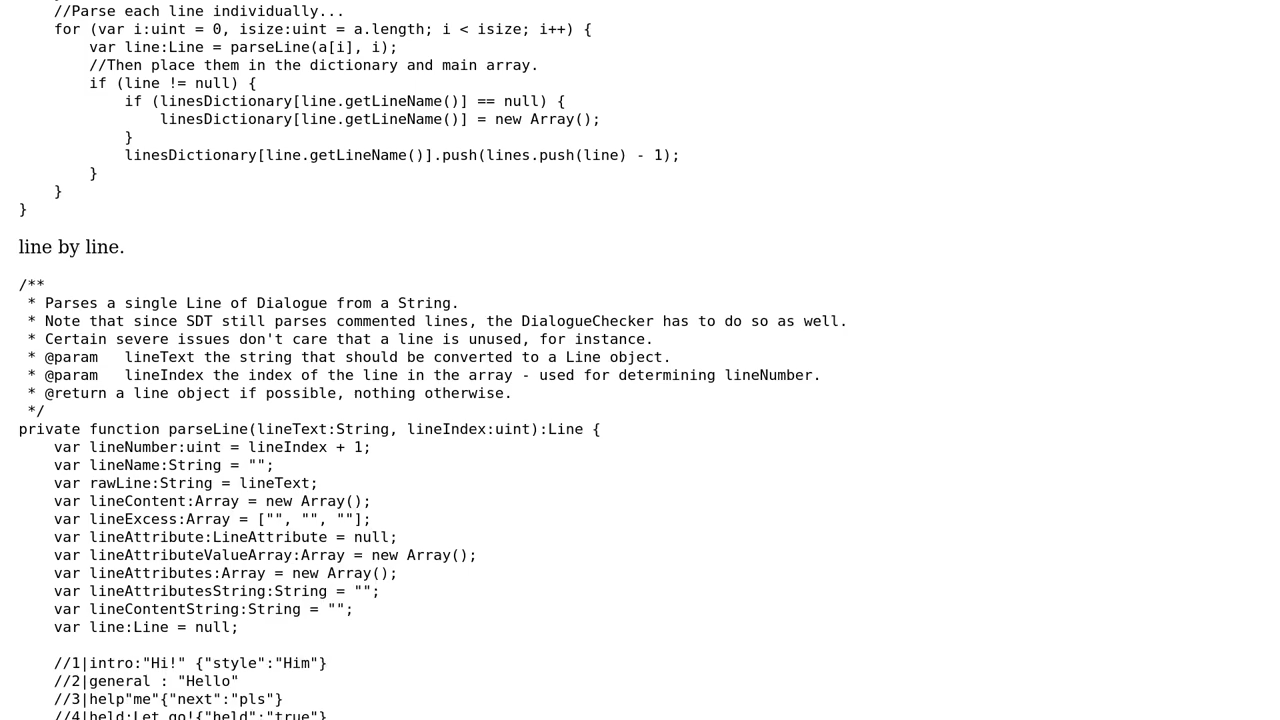 //Parse each line individually...
for (var i:uint = 0, isize:uint = a.length; i < isize; i++) {
var line:Line = parseLine(a[i], i);
//Then place them in the dictionary and main array.
if (line != null) {
if (linesDictionary[line.getLineName()] == null) {
linesDictionary[line.getLineName()] = new Array();
}
linesDictionary[line.getLineName()].push(lines.push(line) - 1);
}
}
}
line by line.
/**
* Parses a single Line of Dialogue from a String.
* Note that since SDT still parses commented lines, the DialogueChecker has to do so as well.
* Certain severe issues don't care that a line is unused, for instance.
* @param   lineText the string that should be converted to a Line object.
* @param   lineIndex the index of the line in the array - used for determining lineNumber.
* @return a line object if possible, nothing otherwise.
*/
private function parseLine(lineText:String, lineIndex:uint):Line {
var lineNumber:uint = lineIndex + 1;
var lineName:String = "";
var rawLine:String = lineText;
var lineContent:Array = new Array();
var lineExcess:Array = ["", "", ""];
var lineAttribute:LineAttribute = null;
var lineAttributeValueArray:Array = new Array();
var lineAttributes:Array = new Array();
var lineAttributesString:String = "";
var lineContentString:String = "";
var line:Line = null;
//1|intro:"Hi!" {"style":"Him"}
//2|general : "Hello"
//3|help"me"{"next":"pls"}
//4|held:Let go!{"held":"true"}